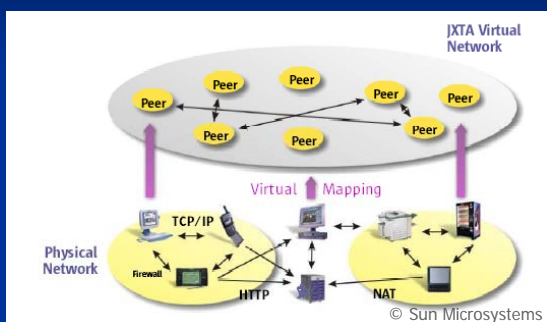 JXTA Virtual
Network
Peer
Peer
Peer
Peer
Peer
Peer
Peer
Peer
Virtual Mapping
TCP/IP
Physical
Network
Firewall
HTTP
NAT
© Sun Microsystems